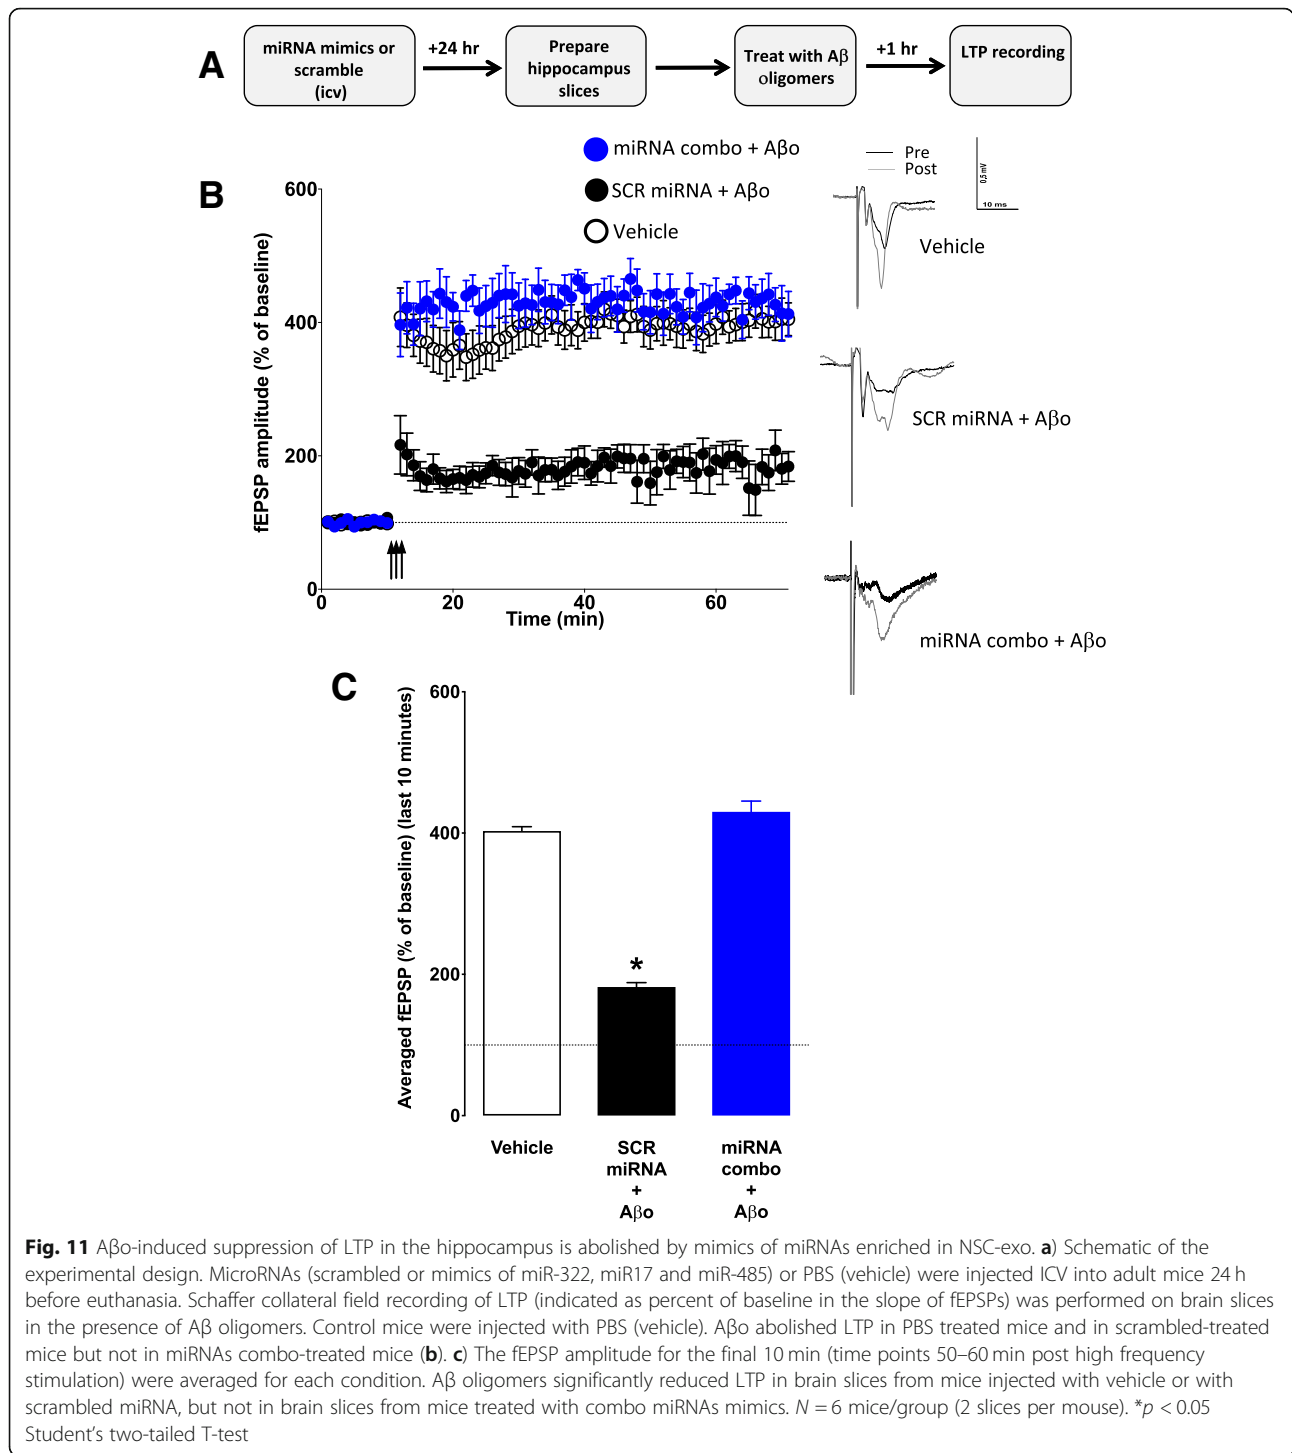 A
miRNA mimics or
scramble
(icv)
+24 hr
Prepare
hippocampus
slices
Treat with Aβ
oligomers
+1 hr
LTP recording
miRNA combo + Aβo
SCR miRNA + Aβo
Vehicle
Pre
Post
0.5 mV
10 ms
Vehicle
SCR miRNA + Aβo
miRNA combo + Aβo
B
fEPSP amplitude (% of baseline)
600
400
200
0
0
20
40
60
Time (min)
C
Averaged fEPSP (% of baseline) (last 10 minutes)
600
400
200
0
*
Vehicle
SCR
miRNA
+
Aβo
miRNA
combo
+
Aβo
Fig. 11 Aβo-induced suppression of LTP in the hippocampus is abolished by mimics of miRNAs enriched in NSC-exo. a) Schematic of the
experimental design. MicroRNAs (scrambled or mimics of miR-322, miR17 and miR-485) or PBS (vehicle) were injected ICV into adult mice 24 h
before euthanasia. Schaffer collateral field recording of LTP (indicated as percent of baseline in the slope of fEPSPs) was performed on brain slices
in the presence of Aβ oligomers. Control mice were injected with PBS (vehicle). Aβo abolished LTP in PBS treated mice and in scrambled-treated
mice but not in miRNAs combo-treated mice (b). c) The fEPSP amplitude for the final 10 min (time points 50–60 min post high frequency
stimulation) were averaged for each condition. Aβ oligomers significantly reduced LTP in brain slices from mice injected with vehicle or with
scrambled miRNA, but not in brain slices from mice treated with combo miRNAs mimics. N = 6 mice/group (2 slices per mouse). *p < 0.05
Student's two-tailed T-test